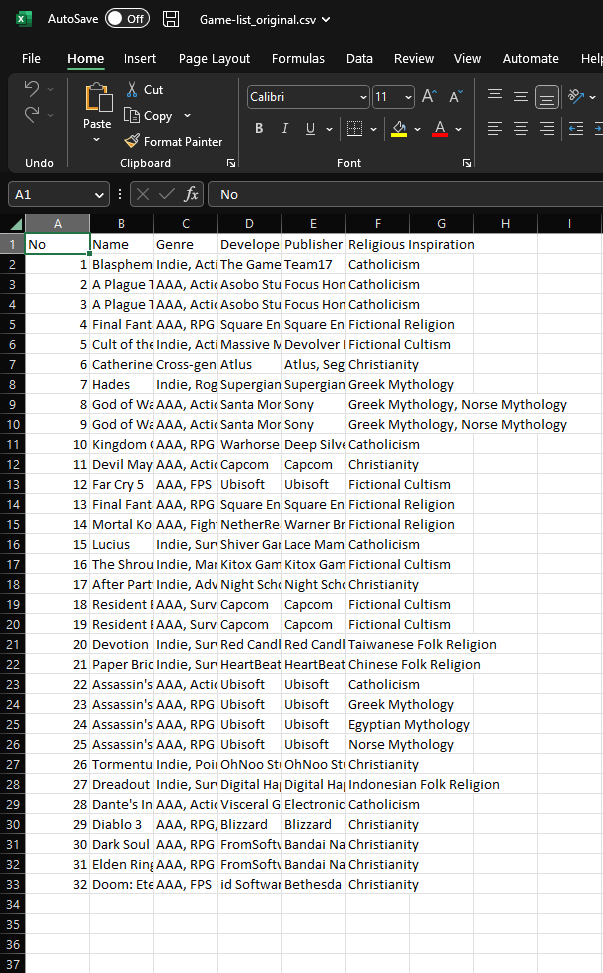 AutoSave Off Game-list_original.csv
File Home Insert Page Layout Formulas Data Review View Automate Help
Cut
Copy
Paste
Format Painter
Calibri 11 A A
B I U A
Undo Clipboard Font
A1 fx No
A B C D E F G H I
1 No Name Genre Develope Publisher Religious Inspiration
2 1 Blasphem Indie, Acti The Game Team17 Catholicism
3 2 A Plague T AAA, Actio Asobo Stu Focus Hon Catholicism
4 3 A Plague T AAA, Actio Asobo Stu Focus Hon Catholicism
5 4 Final Fant AAA, RPG Square En Square En Fictional Religion
6 5 Cult of the Indie, Acti Massive M Devolver Fictional Cultism
7 6 Catherine Cross-gen Atlus Atlus, Seg Christianity
8 7 Hades Indie, Rog Supergian Supergian Greek Mythology
9 8 God of Wa AAA, Actio Santa Mon Sony Greek Mythology, Norse Mythology
10 9 God of Wa AAA, Actio Santa Mon Sony Greek Mythology, Norse Mythology
11 10 Kingdom AAA, RPG Warhorse Deep Silve Catholicism
12 11 Devil May AAA, Actio Capcom Capcom Christianity
13 12 Far Cry 5 AAA, FPS Ubisoft Ubisoft Fictional Cultism
14 13 Final Fant AAA, RPG Square En Square En Fictional Religion
15 14 Mortal Ko AAA, Figh NetherRea Warner Br Fictional Religion
16 15 Lucius Indie, Surv Shiver Gam Lace Mam Catholicism
17 16 The Shrou Indie, Man Kitox Gam Kitox Gam Fictional Cultism
18 17 After Part Indie, Adv Night Scho Night Scho Christianity
19 18 Resident AAA, Surv Capcom Capcom Fictional Cultism
20 19 Resident AAA, Surv Capcom Capcom Fictional Cultism
21 20 Devotion Indie, Surv Red Candl Red Candl Taiwanese Folk Religion
22 21 Paper Brid Indie, Surv HeartBeat HeartBeat Chinese Folk Religion
23 22 Assassin's AAA, Actio Ubisoft Ubisoft Catholicism
24 23 Assassin's AAA, RPG Ubisoft Ubisoft Greek Mythology
25 24 Assassin's AAA, RPG Ubisoft Ubisoft Egyptian Mythology
26 25 Assassin's AAA, RPG Ubisoft Ubisoft Norse Mythology
27 26 Tormentu Indie, Poin OhNoo Stu OhNoo Stu Christianity
28 27 Dreadout Indie, Surv Digital Hap Digital Hap Indonesian Folk Religion
29 28 Dante's In AAA, Actio Visceral G Electronic Catholicism
30 29 Diablo 3 AAA, RPG, Blizzard Blizzard Christianity
31 30 Dark Soul AAA, RPG FromSoftw Bandai Na Christianity
32 31 Elden Ring AAA, RPG FromSoftw Bandai Na Christianity
33 32 Doom: Ete AAA, FPS id Softwar Bethesda Christianity
34
35
36
37